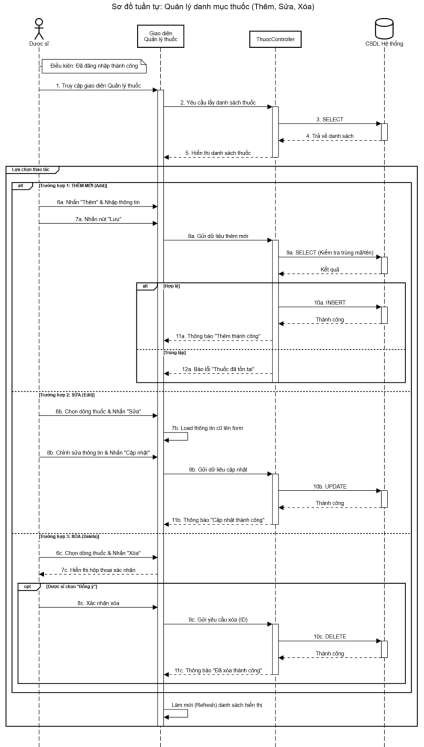 Sơ đồ tuần tự: Quản lý danh mục thuốc (Thêm, Sửa, Xóa)
Dược sĩ
Giao diện
Quản lý thuốc
ThuocController
CSDL Hệ thống
Điều kiện: Đã đăng nhập thành công
1. Truy cập giao diện Quản lý thuốc
2. Yêu cầu lấy danh sách thuốc
3. SELECT
4. Trả về danh sách
5. Hiển thị danh sách thuốc
Lựa chọn thao tác
alt
[Trường hợp 1: THÊM MỚI (Add)]
6a. Nhấn "Thêm" & Nhập thông tin
7a. Nhấn nút "Lưu"
8a. Gửi dữ liệu thêm mới
9a. SELECT (Kiểm tra trùng mã/tên)
Kết quả
alt
[Hợp lệ]
10a. INSERT
Thành công
11a. Thông báo "Thêm thành công"
[Trùng lặp]
12a. Báo lỗi "Thuốc đã tồn tại"
[Trường hợp 2: SỬA (Edit)]
6b. Chọn dòng thuốc & Nhấn "Sửa"
7b. Load thông tin cũ lên form
8b. Chỉnh sửa thông tin & Nhấn "Cập nhật"
9b. Gửi dữ liệu cập nhật
10b. UPDATE
Thành công
11b. Thông báo "Cập nhật thành công"
[Trường hợp 3: XÓA (Delete)]
6c. Chọn dòng thuốc & Nhấn "Xóa"
7c. Hiển thị hộp thoại xác nhận
opt
[Dược sĩ chọn "Đồng ý"]
8c. Xác nhận xóa
9c. Gửi yêu cầu xóa (ID)
10c. DELETE
Thành công
11c. Thông báo "Đã xóa thành công"
Làm mới (Refresh) danh sách hiển thị